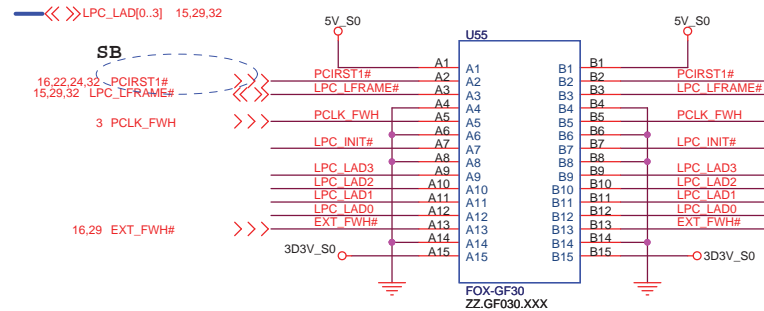 LPC_LAD[0..3] 15,29,32
5V_S0 5V_S0
U55
SB
A1 A1 B1 B1
16,22,24,32 PCIRST1# PCIRST1# A2 A2 B2 B2 PCIRST1#
15,29,32 LPC_LFRAME# LPC_LFRAME# A3 A3 B3 B3 LPC_LFRAME#
A4 A4 B4 B4
3 PCLK_FWH PCLK_FWH A5 A5 B5 B5 PCLK_FWH
A6 A6 B6 B6
LPC_INIT# A7 A7 B7 B7 LPC_INIT#
A8 A8 B8 B8
LPC_LAD3 A9 A9 B9 B9 LPC_LAD3
LPC_LAD2 A10 A10 B10 B10 LPC_LAD2
LPC_LAD1 A11 A11 B11 B11 LPC_LAD1
LPC_LAD0 A12 A12 B12 B12 LPC_LAD0
16,29 EXT_FWH# EXT_FWH# A13 A13 B13 B13 EXT_FWH#
A14 A14 B14 B14
3D3V_S0 A15 A15 B15 B15 3D3V_S0
FOX-GF30
ZZ.GF030.XXX